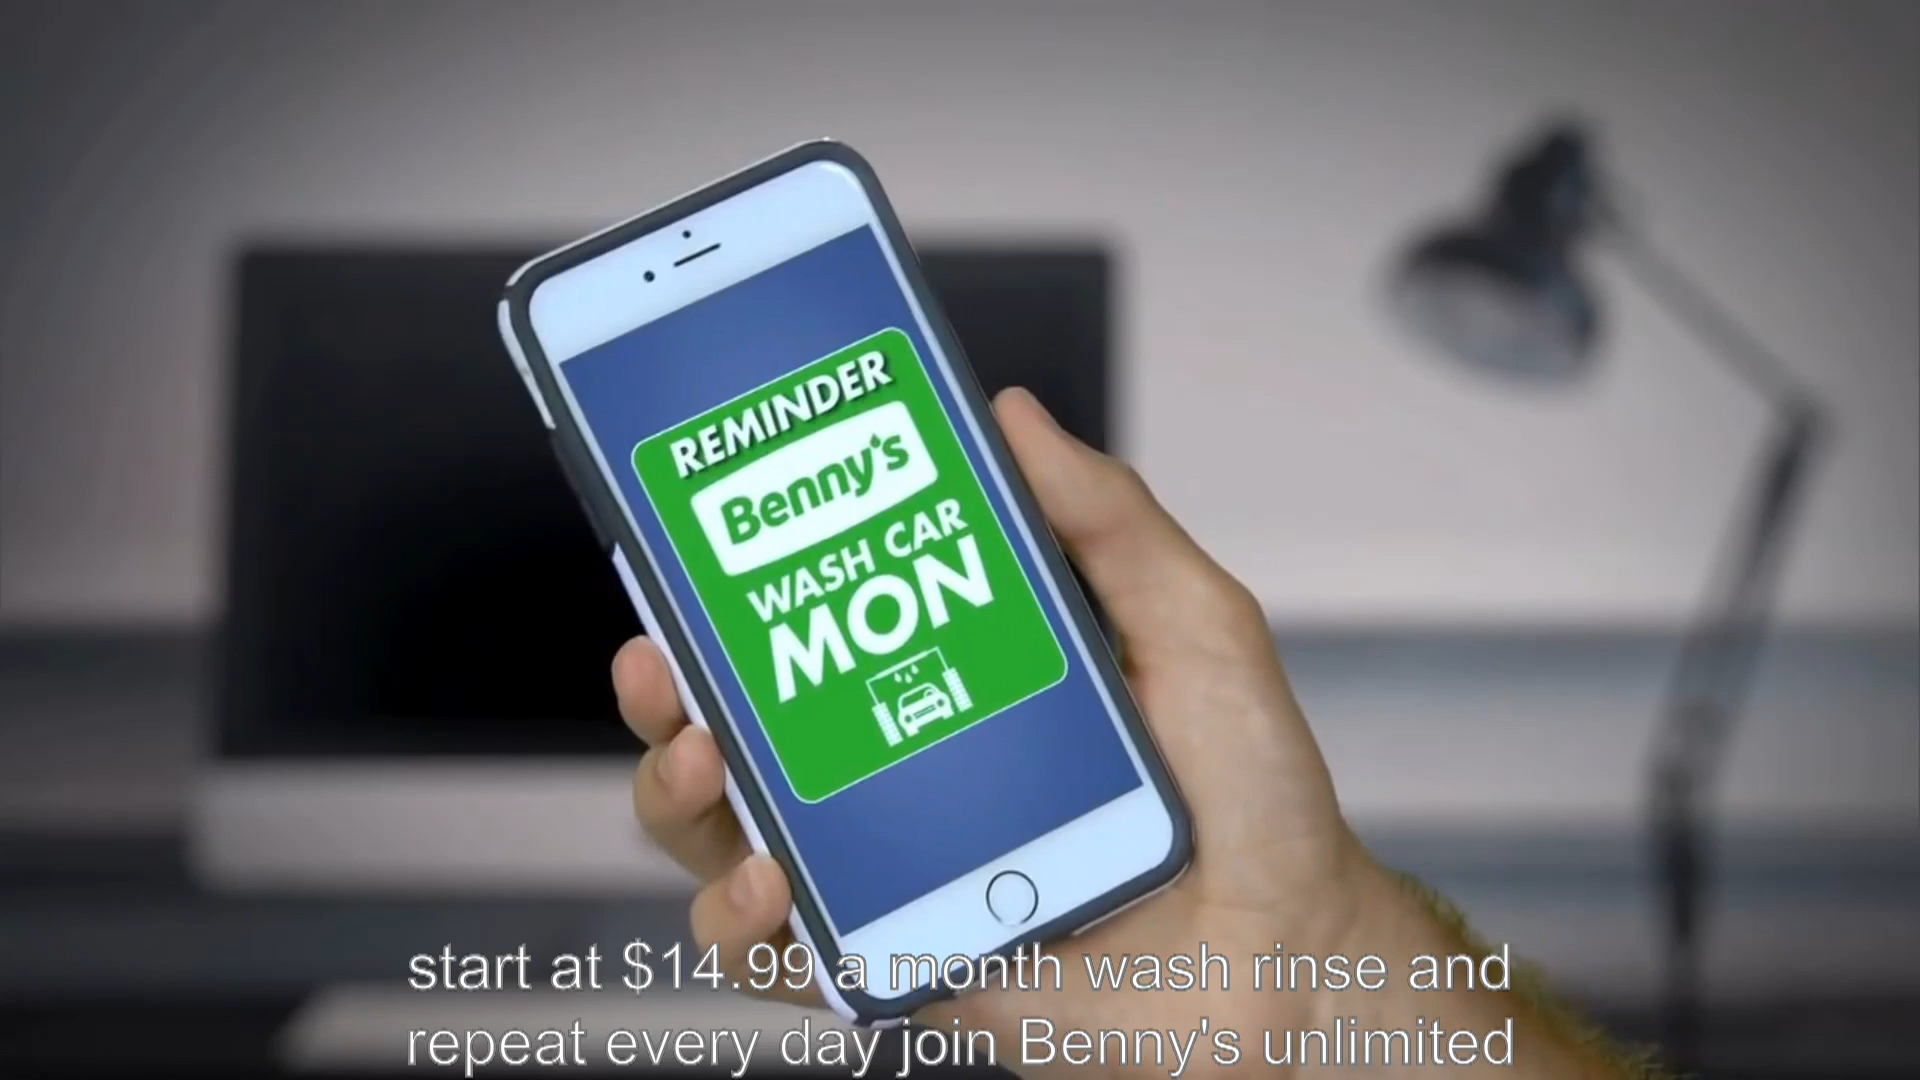 REMINDER
Benny's
WASH CAR
MON
start at $14.99 a month wash rinse and
repeat every day join Benny's unlimited